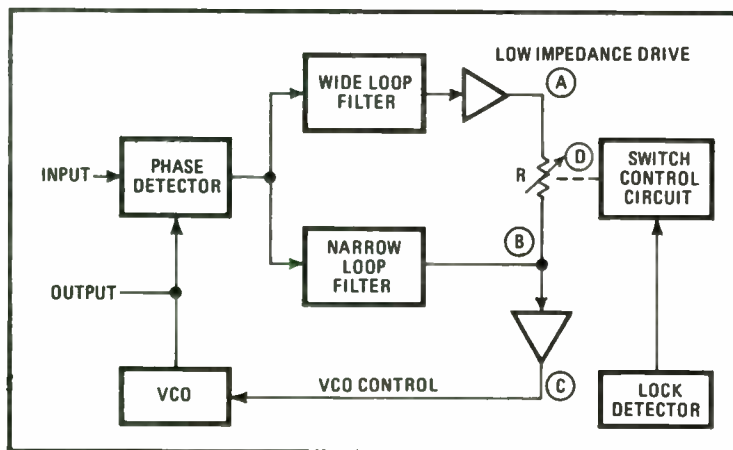 LOW IMPEDANCE DRIVE
WIDE LOOP
FILTER
A
INPUT
PHASE
DETECTOR
R
D
SWITCH
CONTROL
CIRCUIT
B
NARROW
LOOP
FILTER
OUTPUT
VCO
VCO CONTROL
C
LOCK
DETECTOR